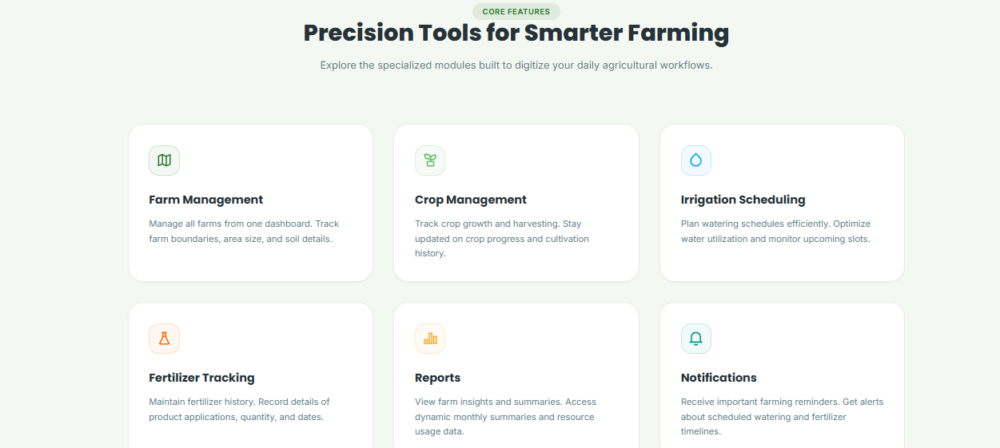 CORE FEATURES
Precision Tools for Smarter Farming
Explore the specialized modules built to digitize your daily agricultural workflows.
Farm Management
Manage all farms from one dashboard. Track
farm boundaries, area size, and soil details.
Crop Management
Track crop growth and harvesting. Stay
updated on crop progress and cultivation
history.
Irrigation Scheduling
Plan watering schedules efficiently. Optimize
water utilization and monitor upcoming slots.
Fertilizer Tracking
Maintain fertilizer history. Record details of
product applications, quantity, and dates.
Reports
View farm insights and summaries. Access
dynamic monthly summaries and resource
usage data.
Notifications
Receive important farming reminders. Get alerts
about scheduled watering and fertilizer
timelines.